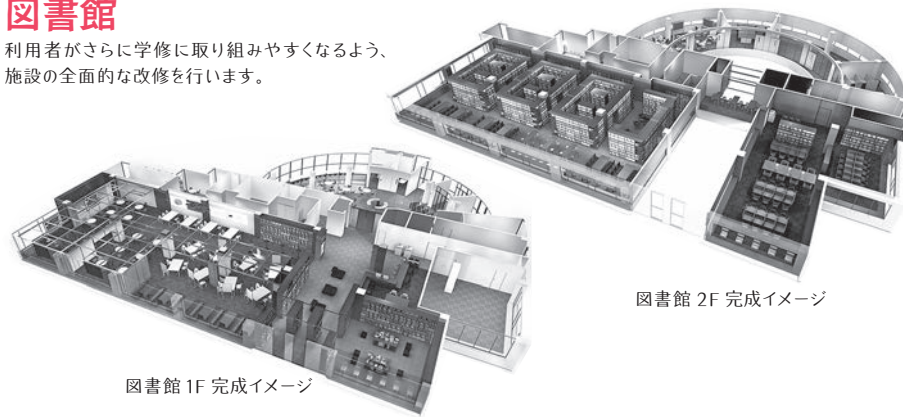 図書館
利用者がさらに学修に取り組みやすくなるよう、
施設の全面的な改修を行います。
図書館 2F 完成イメージ
図書館 1F 完成イメージ